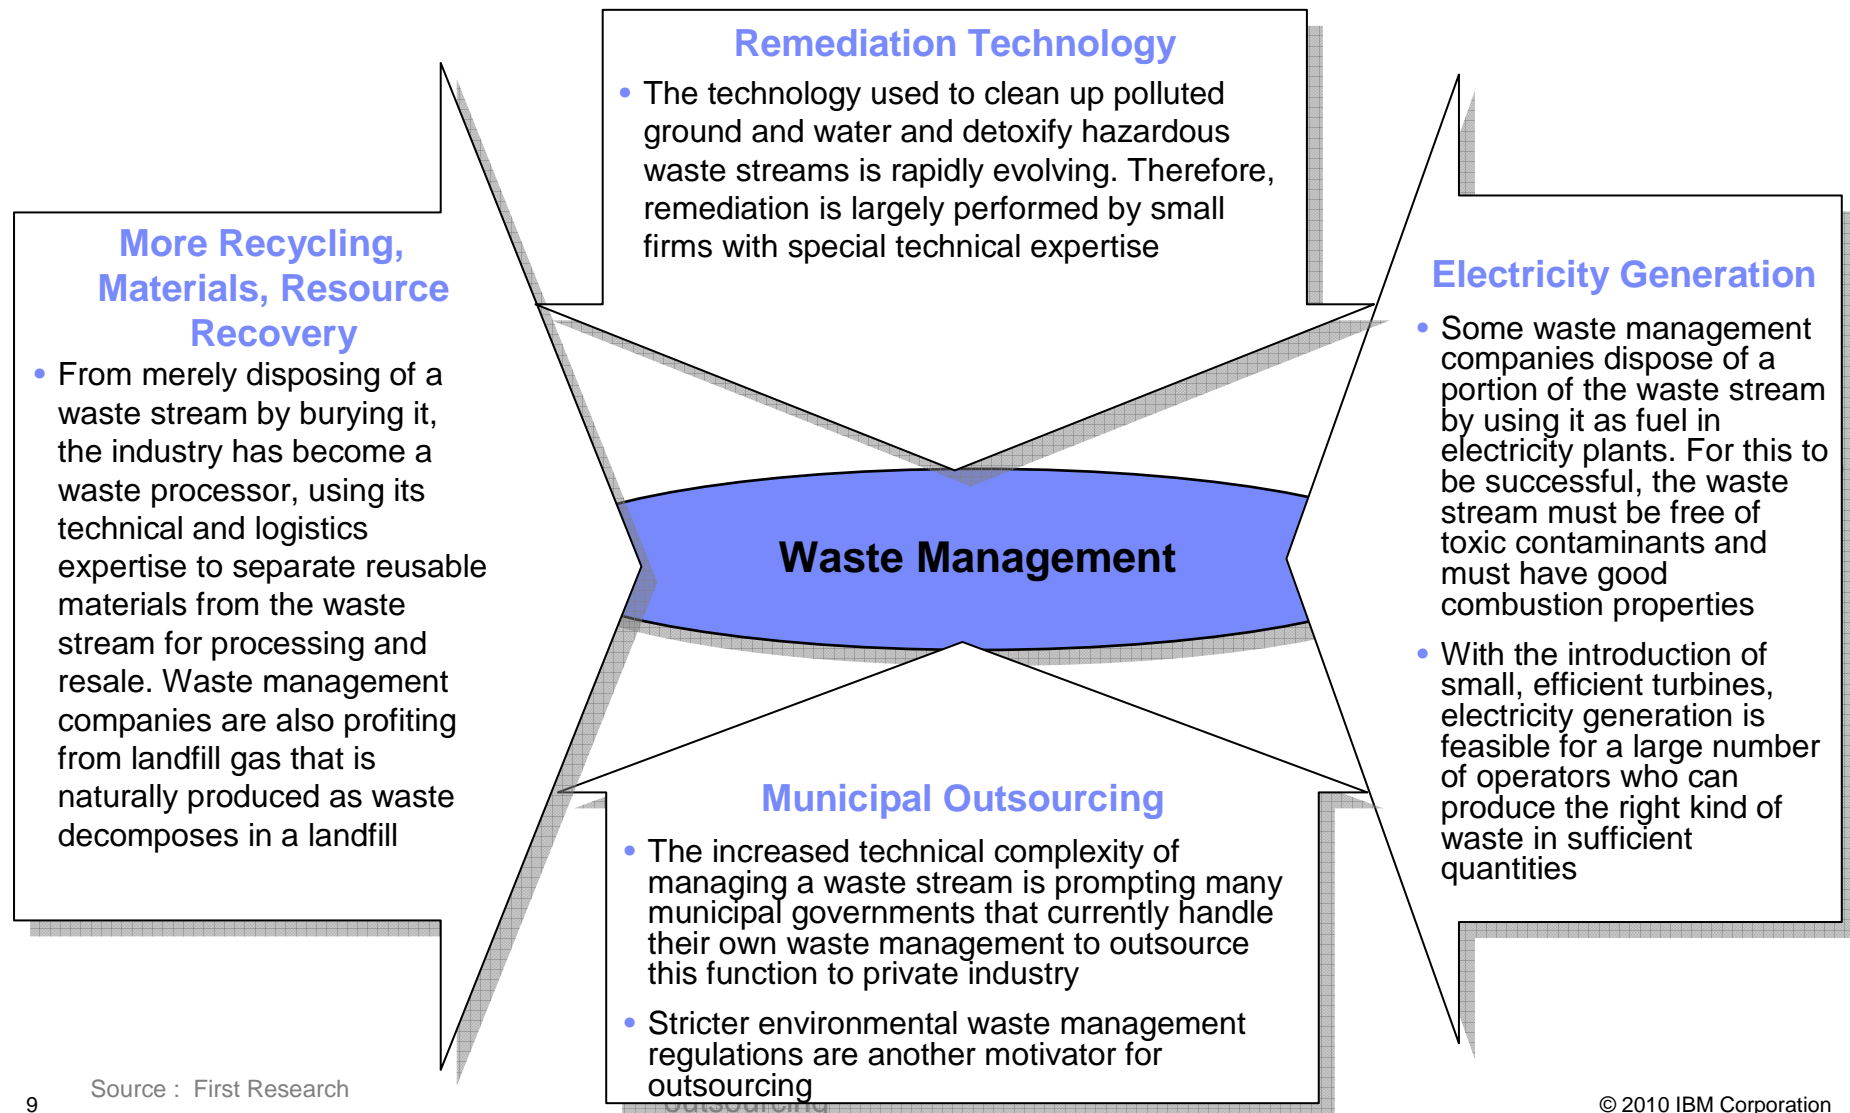 Remediation Technology
• The technology used to clean up polluted
ground and water and detoxify hazardous
waste streams is rapidly evolving. Therefore,
remediation is largely performed by small
firms with special technical expertise
More Recycling,
Materials, Resource
Recovery
• From merely disposing of a
waste stream by burying it,
the industry has become a
waste processor, using its
technical and logistics
expertise to separate reusable
materials from the waste
stream for processing and
resale. Waste management
companies are also profiting
from landfill gas that is
naturally produced as waste
decomposes in a landfill
Waste Management
Electricity Generation
• Some waste management
companies dispose of a
portion of the waste stream
by using it as fuel in
electricity plants. For this to
be successful, the waste
stream must be free of
toxic contaminants and
must have good
combustion properties
• With the introduction of
small, efficient turbines,
electricity generation is
feasible for a large number
of operators who can
produce the right kind of
waste in sufficient
quantities
Municipal Outsourcing
• The increased technical complexity of
managing a waste stream is prompting many
municipal governments that currently handle
their own waste management to outsource
this function to private industry
• Stricter environmental waste management
regulations are another motivator for
outsourcing
Source : First Research
9
© 2010 IBM Corporation